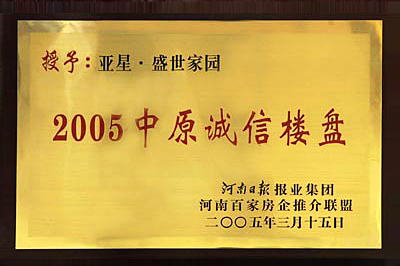 授予：亚星·盛世家园
2005中原诚信楼盘
河南日报报业集团
河南百家房企推介联盟
二〇〇五年三月十五日